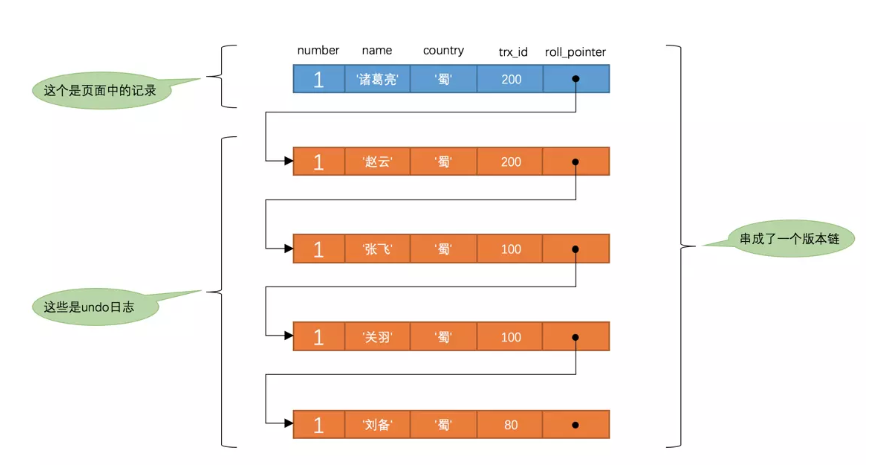 number name country trx_id roll_pointer
这个是页面中的记录
1 '诸葛亮' '蜀' 200
1 '赵云' '蜀' 200
串成了一个版本链
1 '张飞' '蜀' 100
这些是undo日志
1 '关羽' '蜀' 100
1 '刘备' '蜀' 80